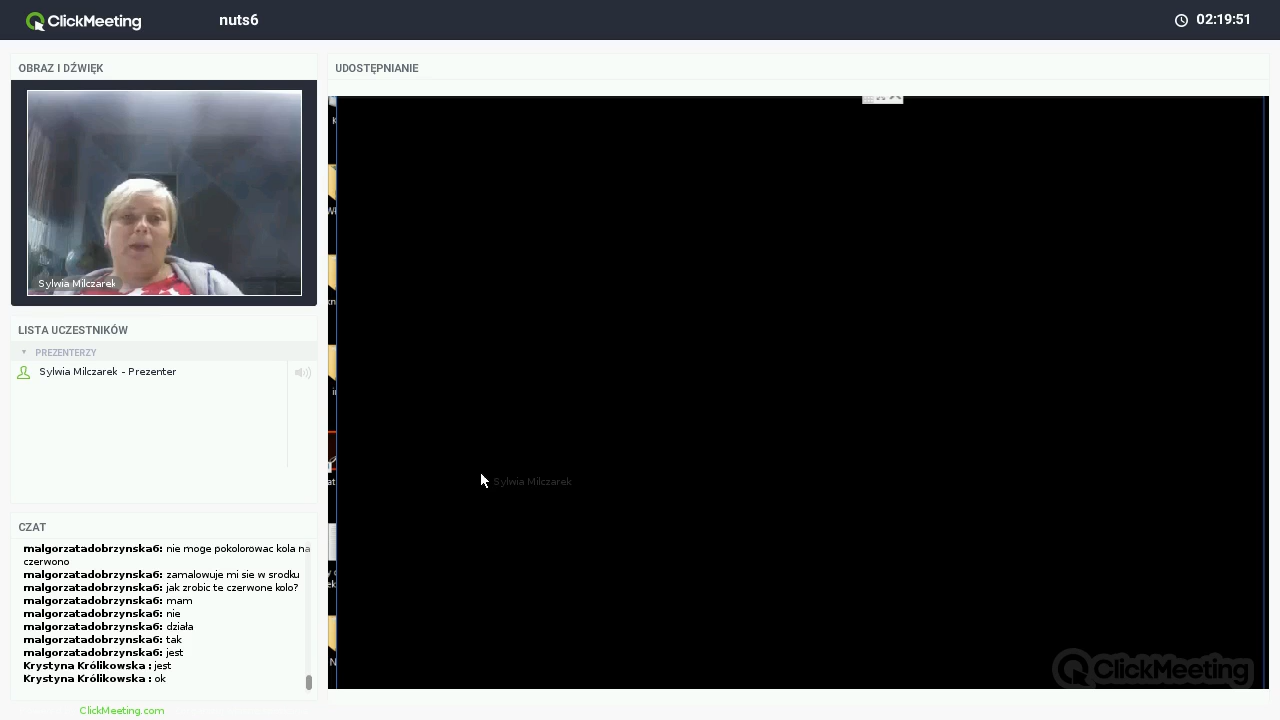 ClickMeeting
nuts6
02:19:51
OBRAZ I DŹWIĘK
Sylwia Milczarek
LISTA UCZESTNIKÓW
PREZENTERZY
Sylwia Milczarek - Prezenter
CZAT
malgorzatadobrzynska6: nie moge pokolorowac kola na
czerwono
malgorzatadobrzynska6: zamalowuje mi sie w srodku
malgorzatadobrzynska6: jak zrobic te czerwone kolo?
malgorzatadobrzynska6: mam
malgorzatadobrzynska6: nie
malgorzatadobrzynska6: działa
malgorzatadobrzynska6: tak
malgorzatadobrzynska6: jest
Krystyna Królikowska : jest
Krystyna Królikowska : ok
ClickMeeting.com
UDOSTĘPNIANIE
Sylwia Milczarek
ClickMeeting